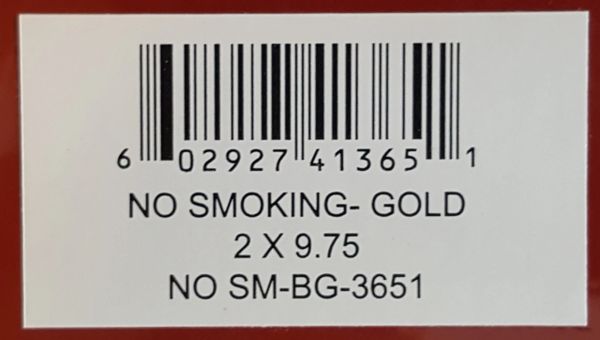 6 02927 41365 1
NO SMOKING- GOLD
2 X 9.75
NO SM-BG-3651